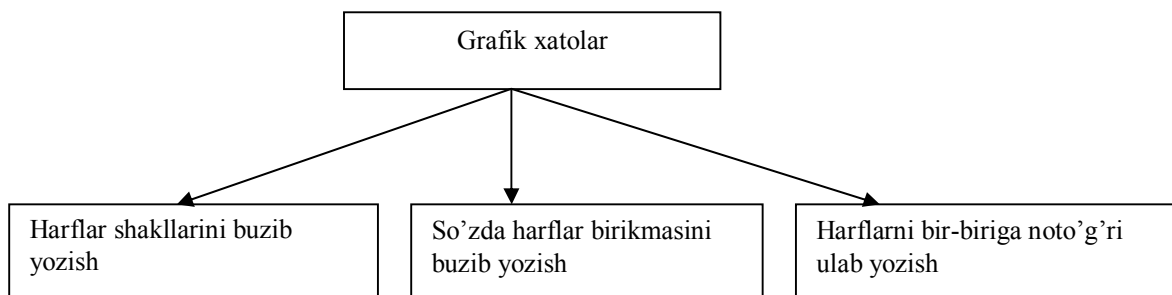 Grafik xatolar
Harflar shakllarini buzib
yozish
So’zda harflar birikmasini
buzib yozish
Harflarni bir-biriga noto’g’ri
ulab yozish